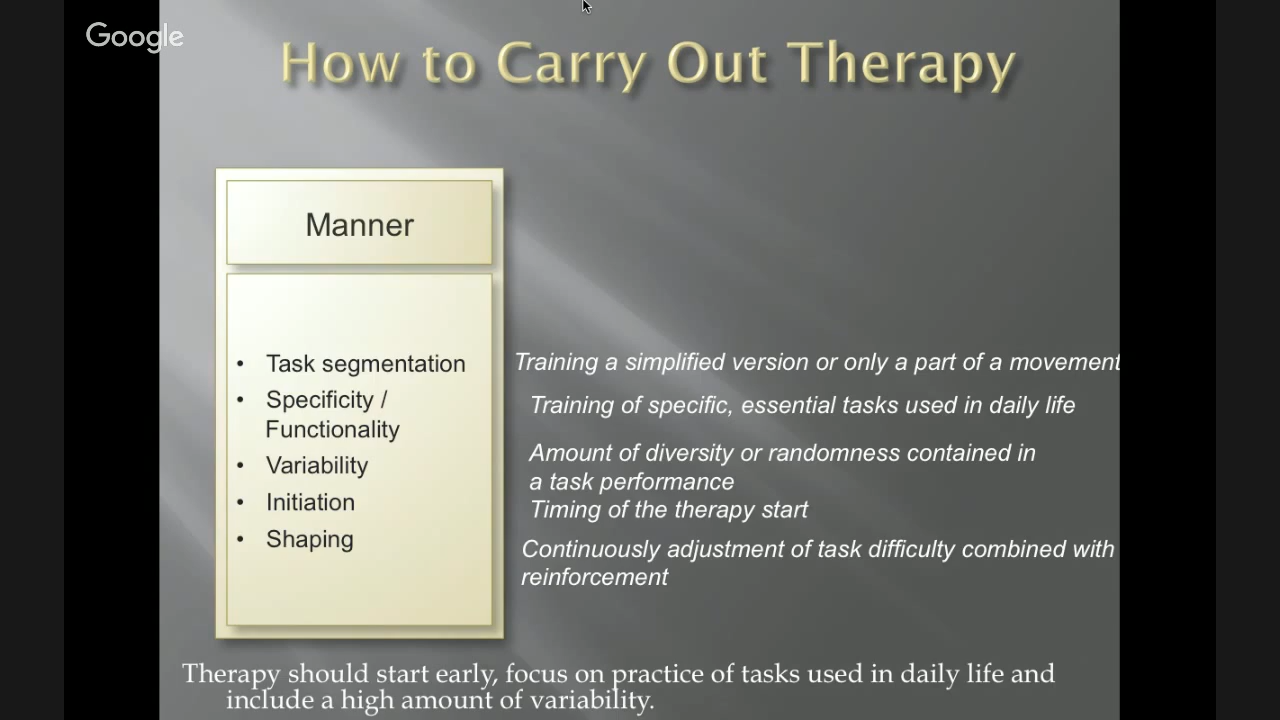 Google
How to Carry Out Therapy
Manner
• Task segmentation
Training a simplified version or only a part of a movement
• Specificity /
Functionality
Training of specific, essential tasks used in daily life
• Variability
Amount of diversity or randomness contained in
a task performance
• Initiation
Timing of the therapy start
• Shaping
Continuously adjustment of task difficulty combined with
reinforcement
Therapy should start early, focus on practice of tasks used in daily life and
include a high amount of variability.